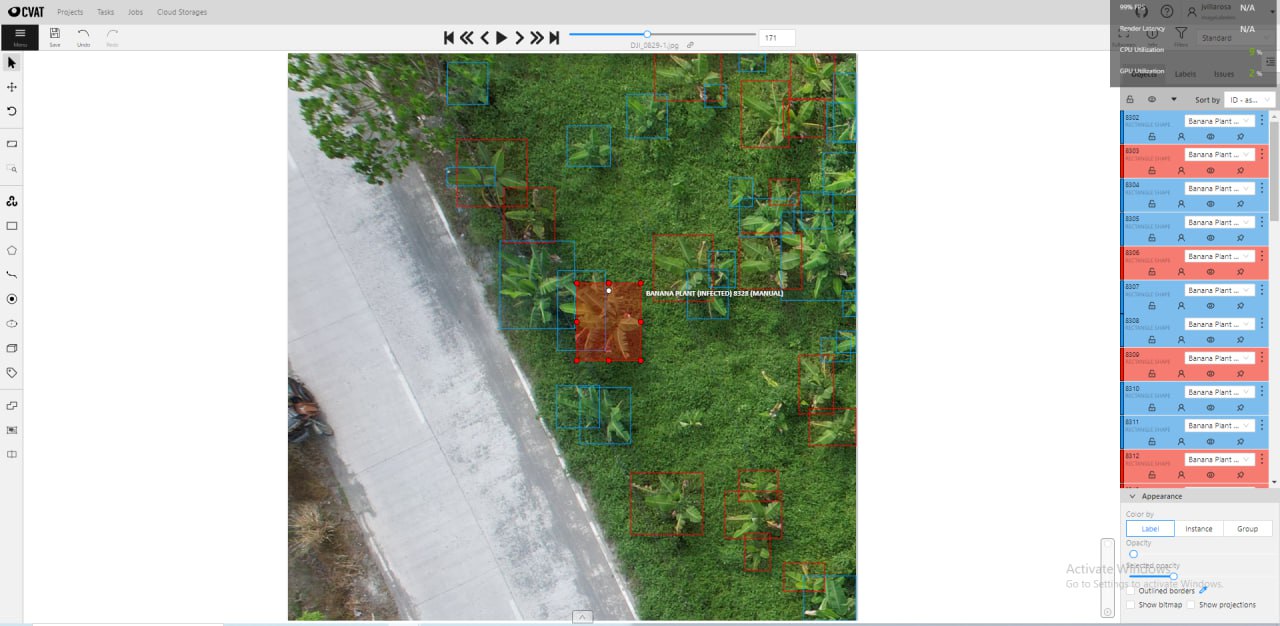 CVAT
Projects
Tasks
Jobs
Cloud Storages
99% FPS
N/A
Render Latency
N/A
CPU Utilization
9 %
GPU Utilization
2 %
jvillarosa
Menu
Save
Undo
Redo
DJI_0629-1.jpg
171
Filters
Standard
Objects
Labels
Issues
Sort by
ID - as...
8302
RECTANGLE SHAPE
Banana Plant ...
8303
RECTANGLE SHAPE
Banana Plant ...
8304
RECTANGLE SHAPE
Banana Plant ...
8305
RECTANGLE SHAPE
Banana Plant ...
8306
RECTANGLE SHAPE
Banana Plant ...
8307
RECTANGLE SHAPE
Banana Plant ...
8308
RECTANGLE SHAPE
Banana Plant ...
8309
RECTANGLE SHAPE
Banana Plant ...
8310
RECTANGLE SHAPE
Banana Plant ...
8311
RECTANGLE SHAPE
Banana Plant ...
8312
RECTANGLE SHAPE
Banana Plant ...
BANANA PLANT (INFECTED) 8328 (MANUAL)
Appearance
Color by
Label
Instance
Group
Opacity
Selected opacity
Outlined borders
Show bitmap
Show projections
Activate Windows
Go to Settings to activate Windows.